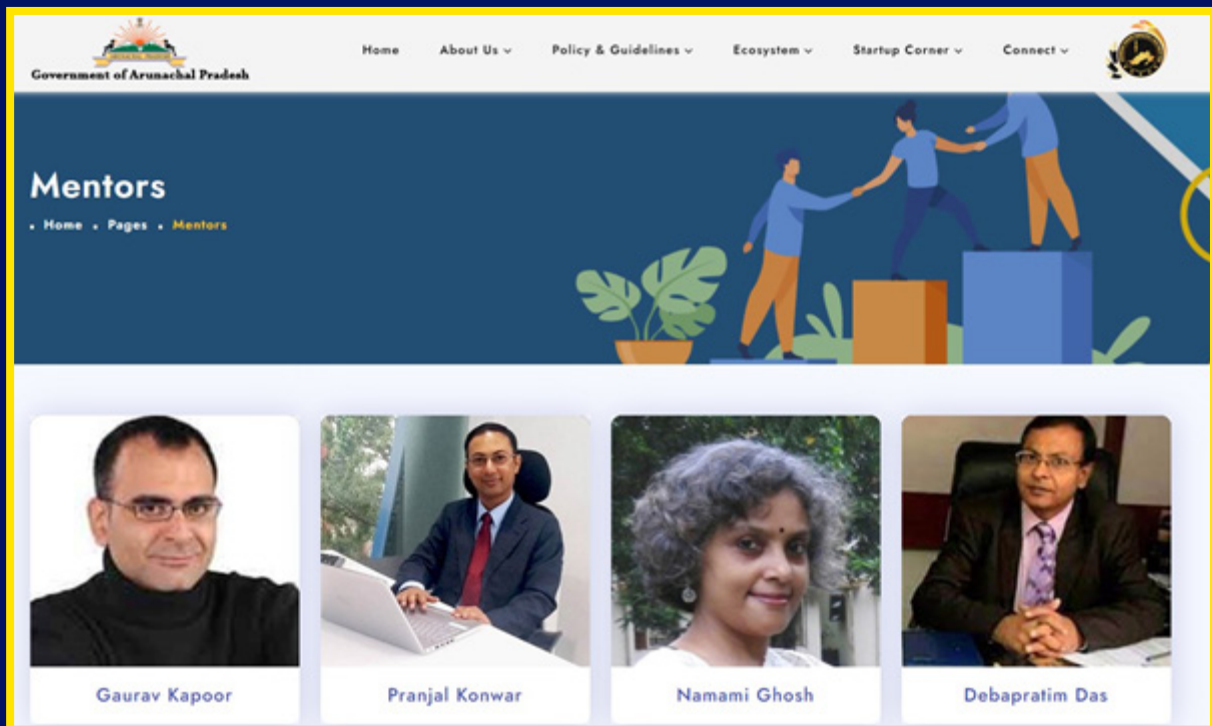 Government of Arunachal Pradesh
Home About Us Policy & Guidelines Ecosystem Startup Corner Connect
Mentors
Home Pages Mentors
Gaurav Kapoor Pranjal Konwar Namami Ghosh Debapratim Das